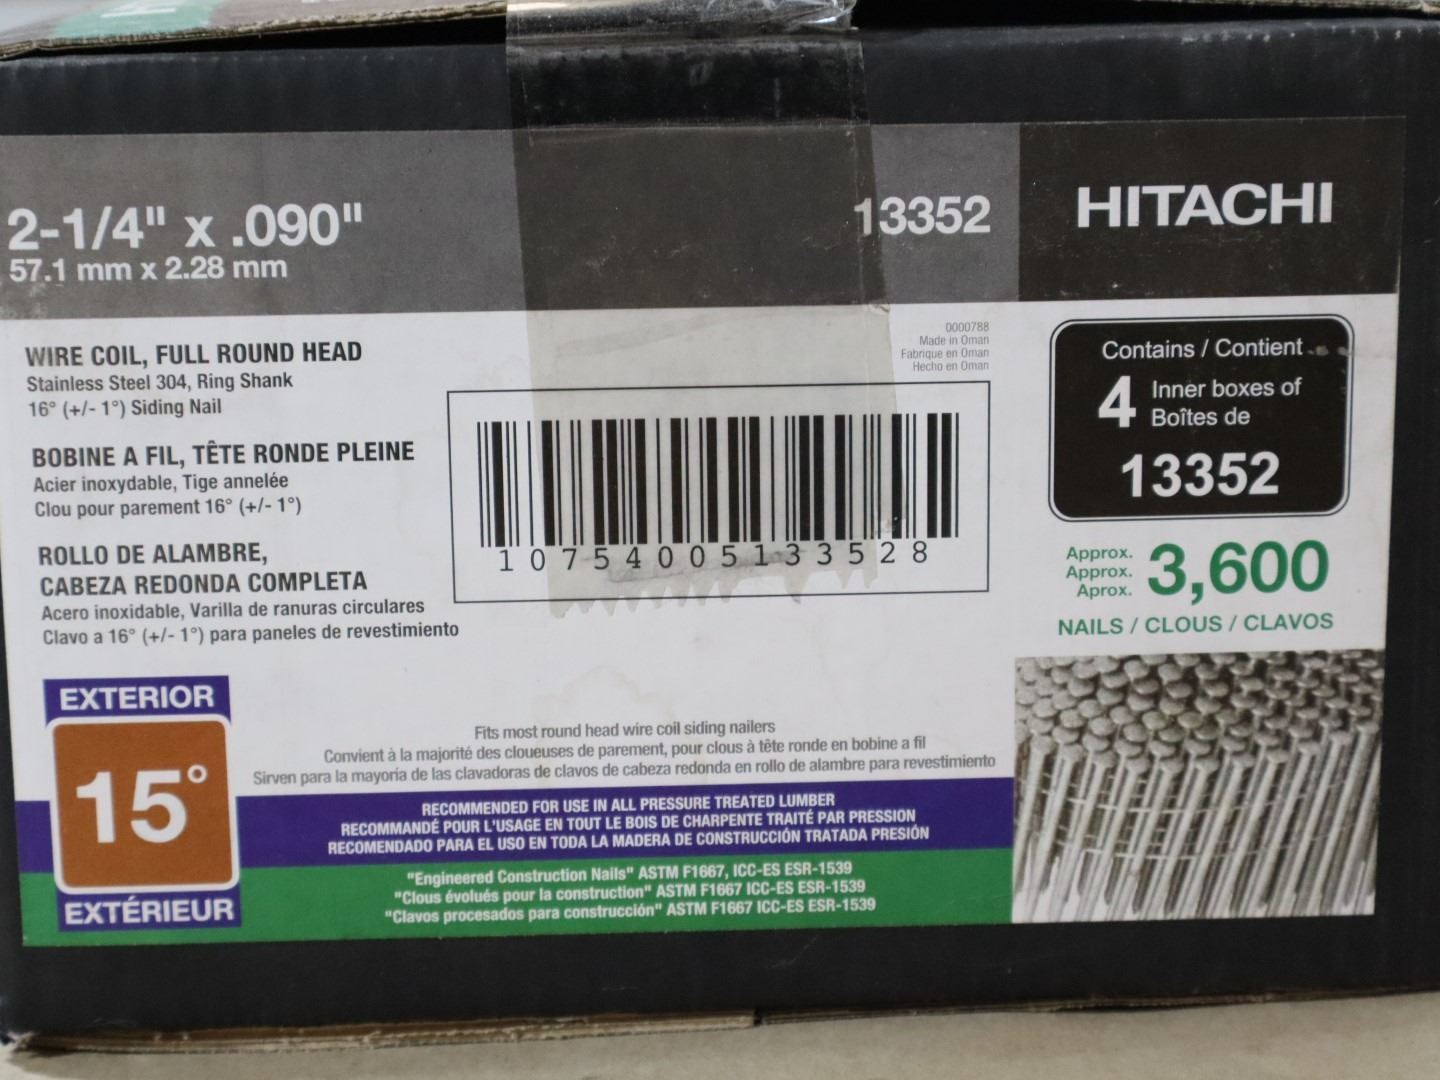 2-1/4" x .090"
57.1 mm x 2.28 mm
13352
HITACHI
WIRE COIL, FULL ROUND HEAD
Stainless Steel 304, Ring Shank
16° (+/- 1°) Siding Nail
BOBINE A FIL, TÊTE RONDE PLEINE
Acier inoxydable, Tige annelée
Clou pour parement 16° (+/- 1°)
ROLLO DE ALAMBRE,
CABEZA REDONDA COMPLETA
Acero inoxidable, Varilla de ranuras circulares
Clavo a 16° (+/- 1°) para paneles de revestimiento
0000788
Made in Oman
Fabriqué en Oman
Hecho en Oman
10754005133528
Contains / Contient
4 Inner boxes of
Boîtes de
13352
Approx.
Approx.
Aprox.
3,600
NAILS / CLOUS / CLAVOS
EXTERIOR
15°
EXTÉRIEUR
Fits most round head wire coil siding nailers
Convient à la majorité des cloueuses de parement, pour clous à tête ronde en bobine a fil
Sirven para la mayoría de las clavadoras de clavos de cabeza redonda en rollo de alambre para revestimiento
RECOMMENDED FOR USE IN ALL PRESSURE TREATED LUMBER
RECOMMANDÉ POUR L'USAGE EN TOUT LE BOIS DE CHARPENTE TRAITÉ PAR PRESSION
RECOMENDADO PARA EL USO EN TODA LA MADERA DE CONSTRUCCIÓN TRATADA PRESIÓN
"Engineered Construction Nails" ASTM F1667, ICC-ES ESR-1539
"Clous évolués pour la construction" ASTM F1667 ICC-ES ESR-1539
"Clavos procesados para construcción" ASTM F1667 ICC-ES ESR-1539